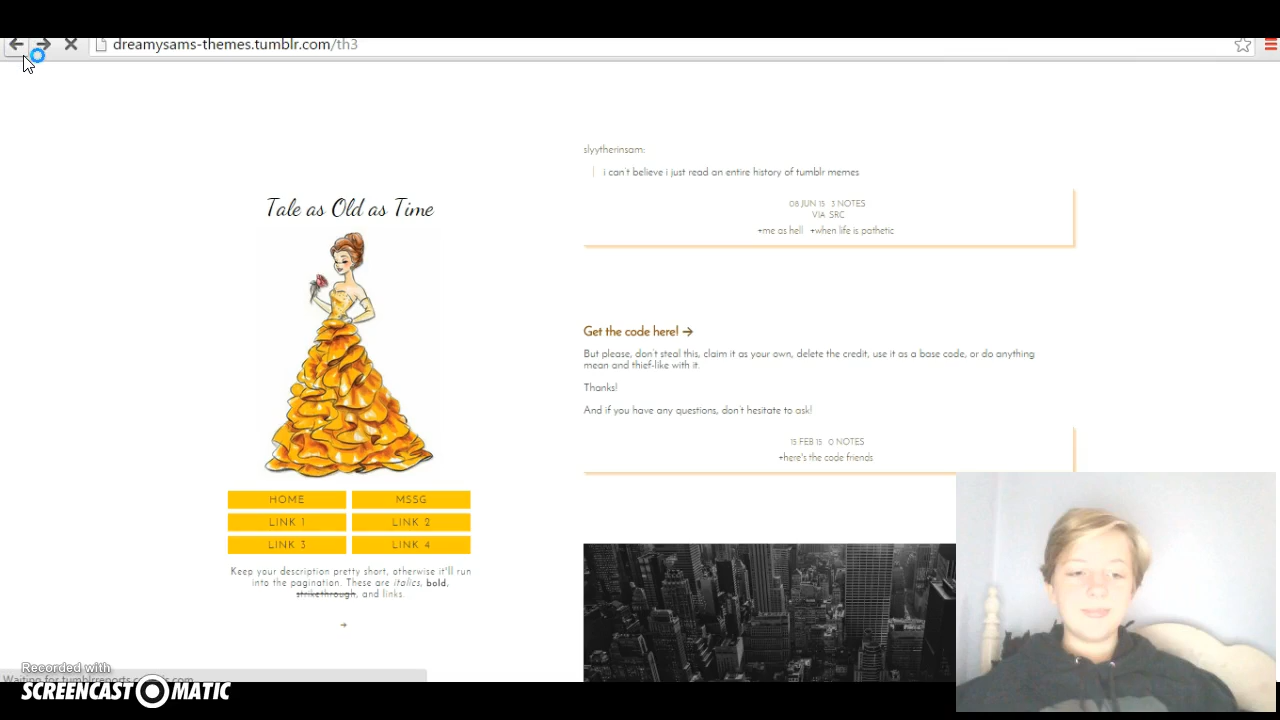 dreamysams-themes.tumblr.com/th3
Tale as Old as Time
HOME
MSSG
LINK 1
LINK 2
LINK 3
LINK 4
Keep your description pretty short, otherwise it'll run
into the pagination. These are italics, bold,
strikethrough, and links.
slyytherinsam:
i can't believe i just read an entire history of tumblr memes
08 JUN 15 3 NOTES
VIA SRC
+me as hell +when life is pathetic
Get the code here! →
But please, don't steal this, claim it as your own, delete the credit, use it as a base code, or do anything
mean and thief-like with it.
Thanks!
And if you have any questions, don't hesitate to ask!
15 FEB 15 0 NOTES
+here's the code friends
Recorded with
SCREENCAST MATIC